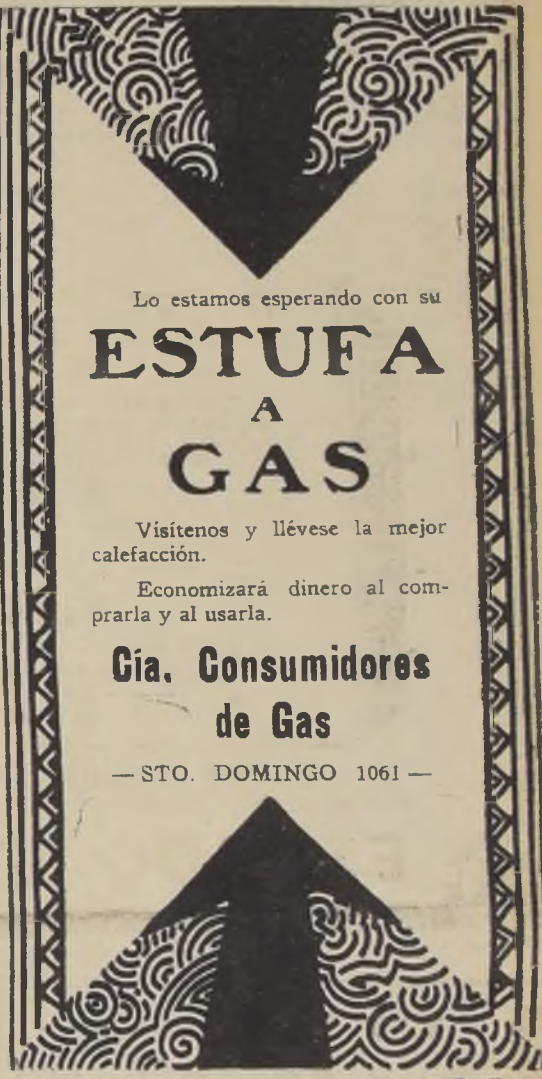 Lo estamos esperando con su
ESTUFA
A
GAS
Visítenos y llévese la mejor
calefacción.
Economizará dinero al com-
prarla y al usarla.
Cía. Consumidores
de Gas
— STO. DOMINGO 1061 —